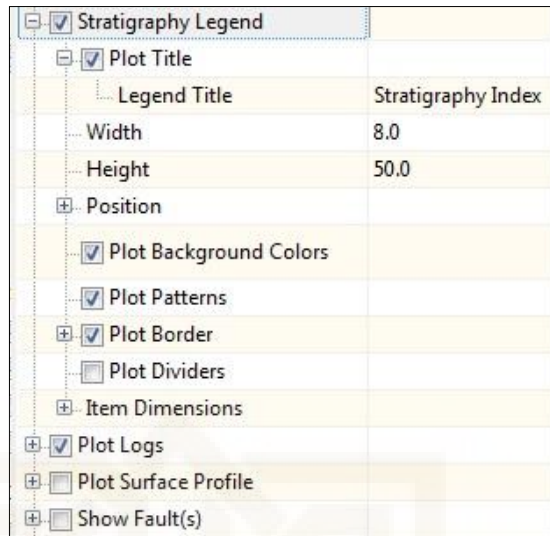 Stratigraphy Legend
Plot Title
Legend Title Stratigraphy Index
Width 8.0
Height 50.0
Position
Plot Background Colors
Plot Patterns
Plot Border
Plot Dividers
Item Dimensions
Plot Logs
Plot Surface Profile
Show Fault(s)